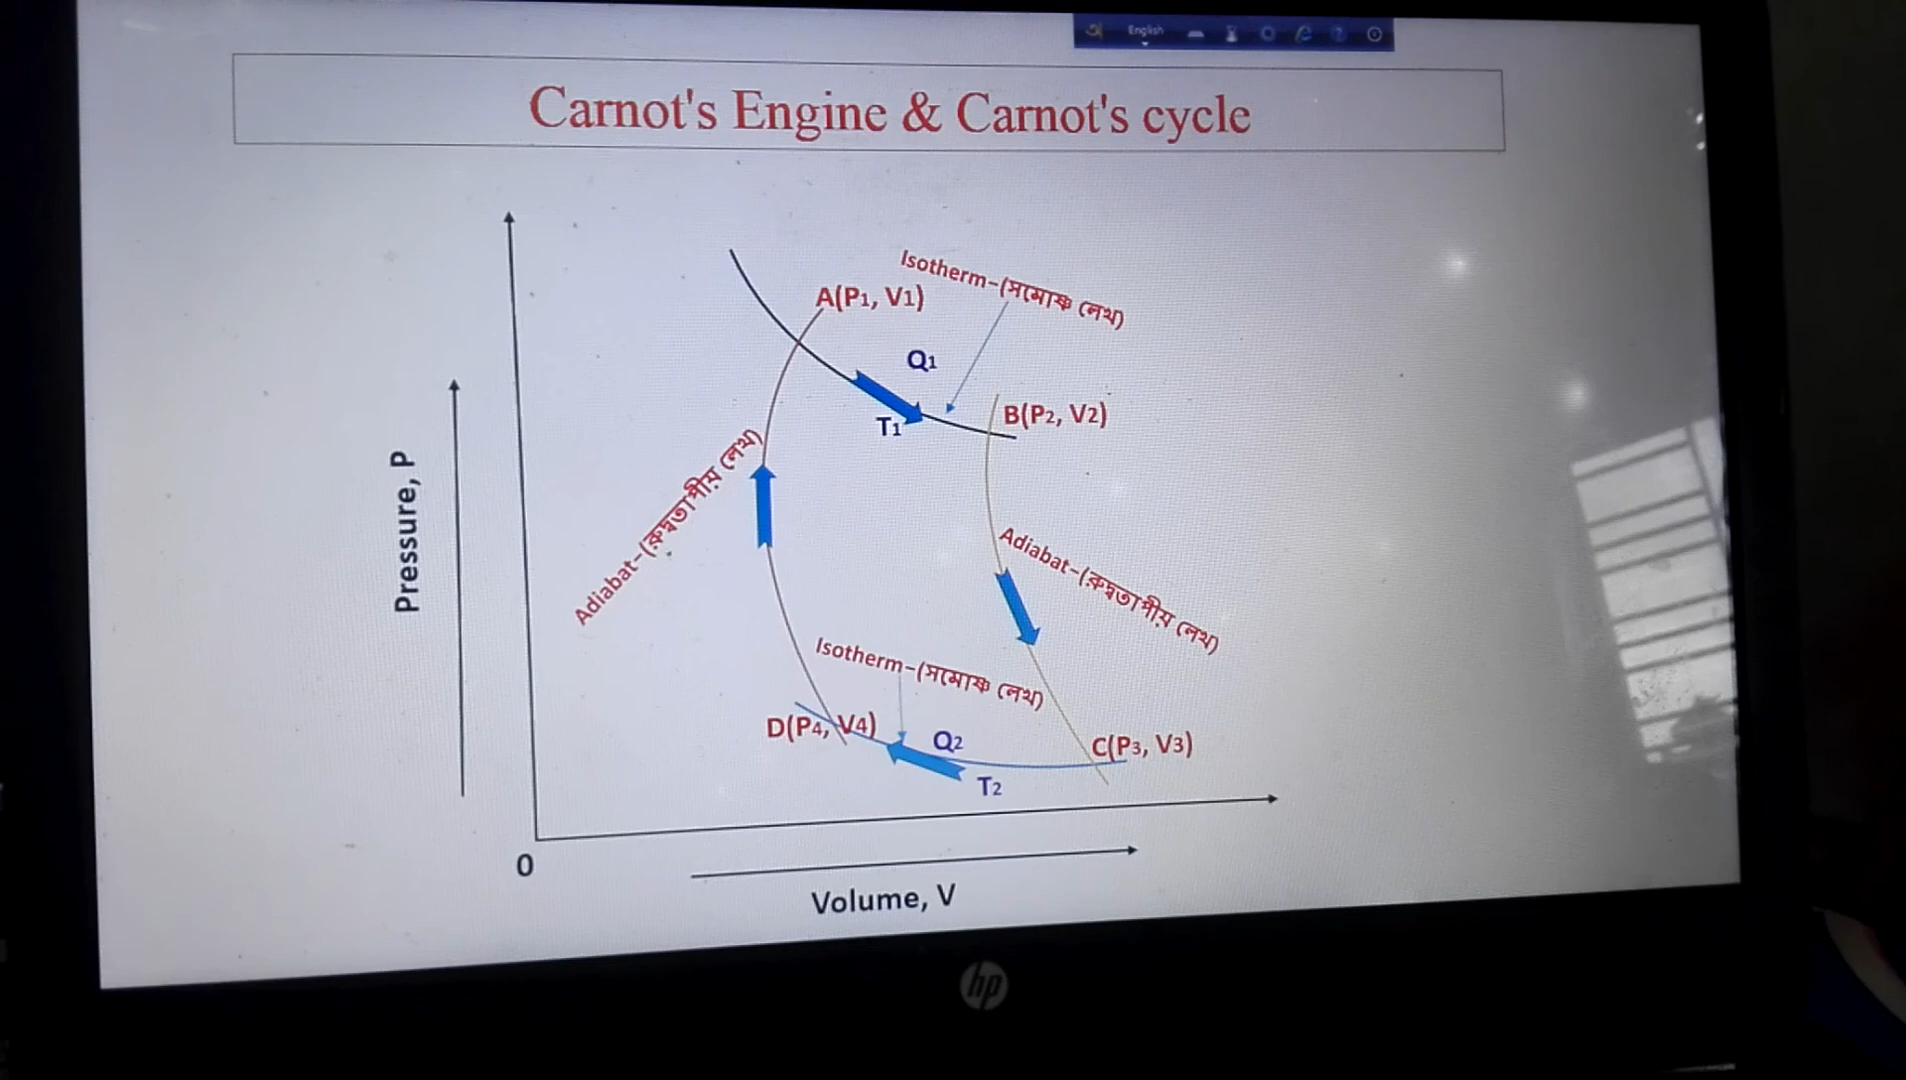 English
Carnot's Engine & Carnot's cycle
Isotherm-(সমোষ্ণ লেখ)
A(P1, V1)
Q1
T1
B(P2, V2)
Pressure, P
Adiabat-(রুদ্ধতাপীয় লেখ)
Adiabat-(রুদ্ধতাপীয় লেখ)
Isotherm-(সমোষ্ণ লেখ)
D(P4, V4)
Q2
C(P3, V3)
T2
0
Volume, V
hp